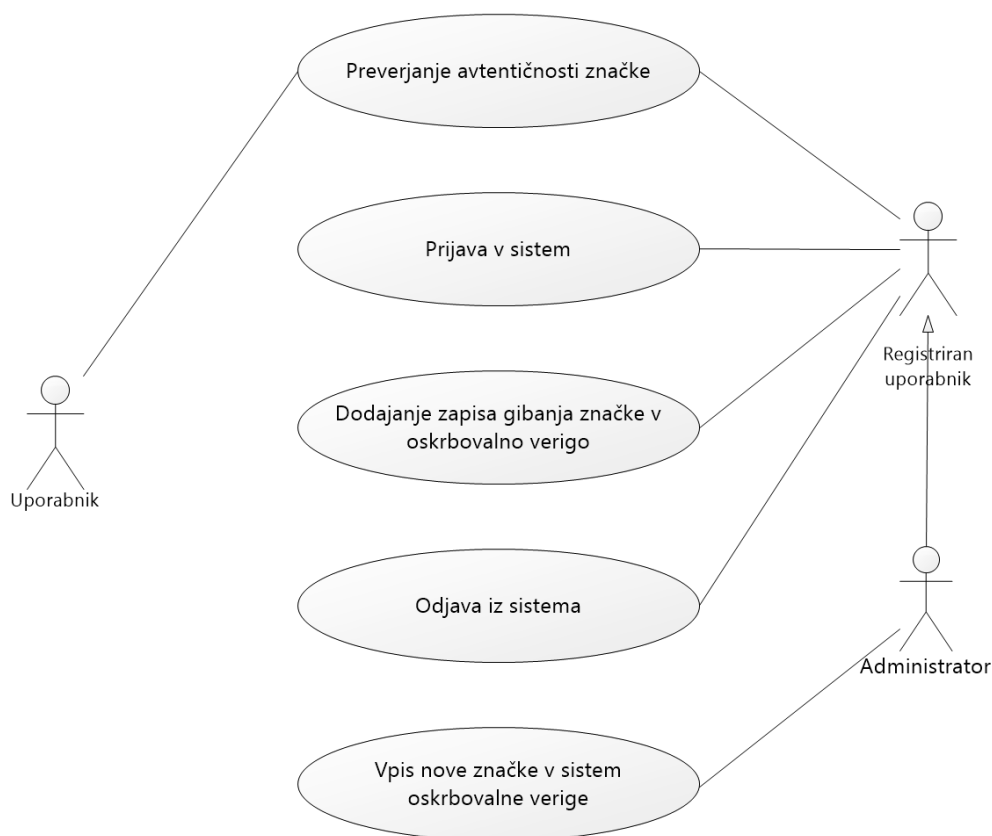 Preverjanje avtentičnosti značke
Prijava v sistem
Registriran
uporabnik
Dodajanje zapisa gibanja značke v
oskrbovalno verigo
Uporabnik
Odjava iz sistema
Administrator
Vpis nove značke v sistem
oskrbovalne verige